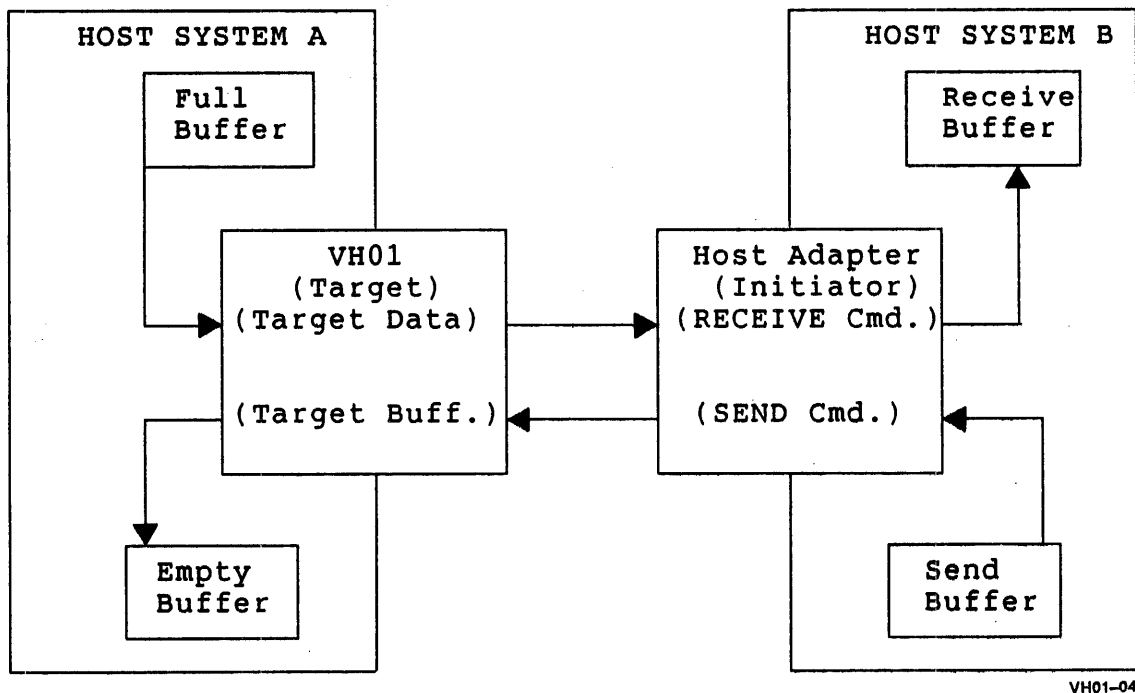 HOST SYSTEM A
Full
Buffer
VH01
(Target)
(Target Data)
(Target Buff.)
Empty
Buffer
HOST SYSTEM B
Receive
Buffer
Host Adapter
(Initiator)
(RECEIVE Cmd.)
(SEND Cmd.)
Send
Buffer
VH01-04